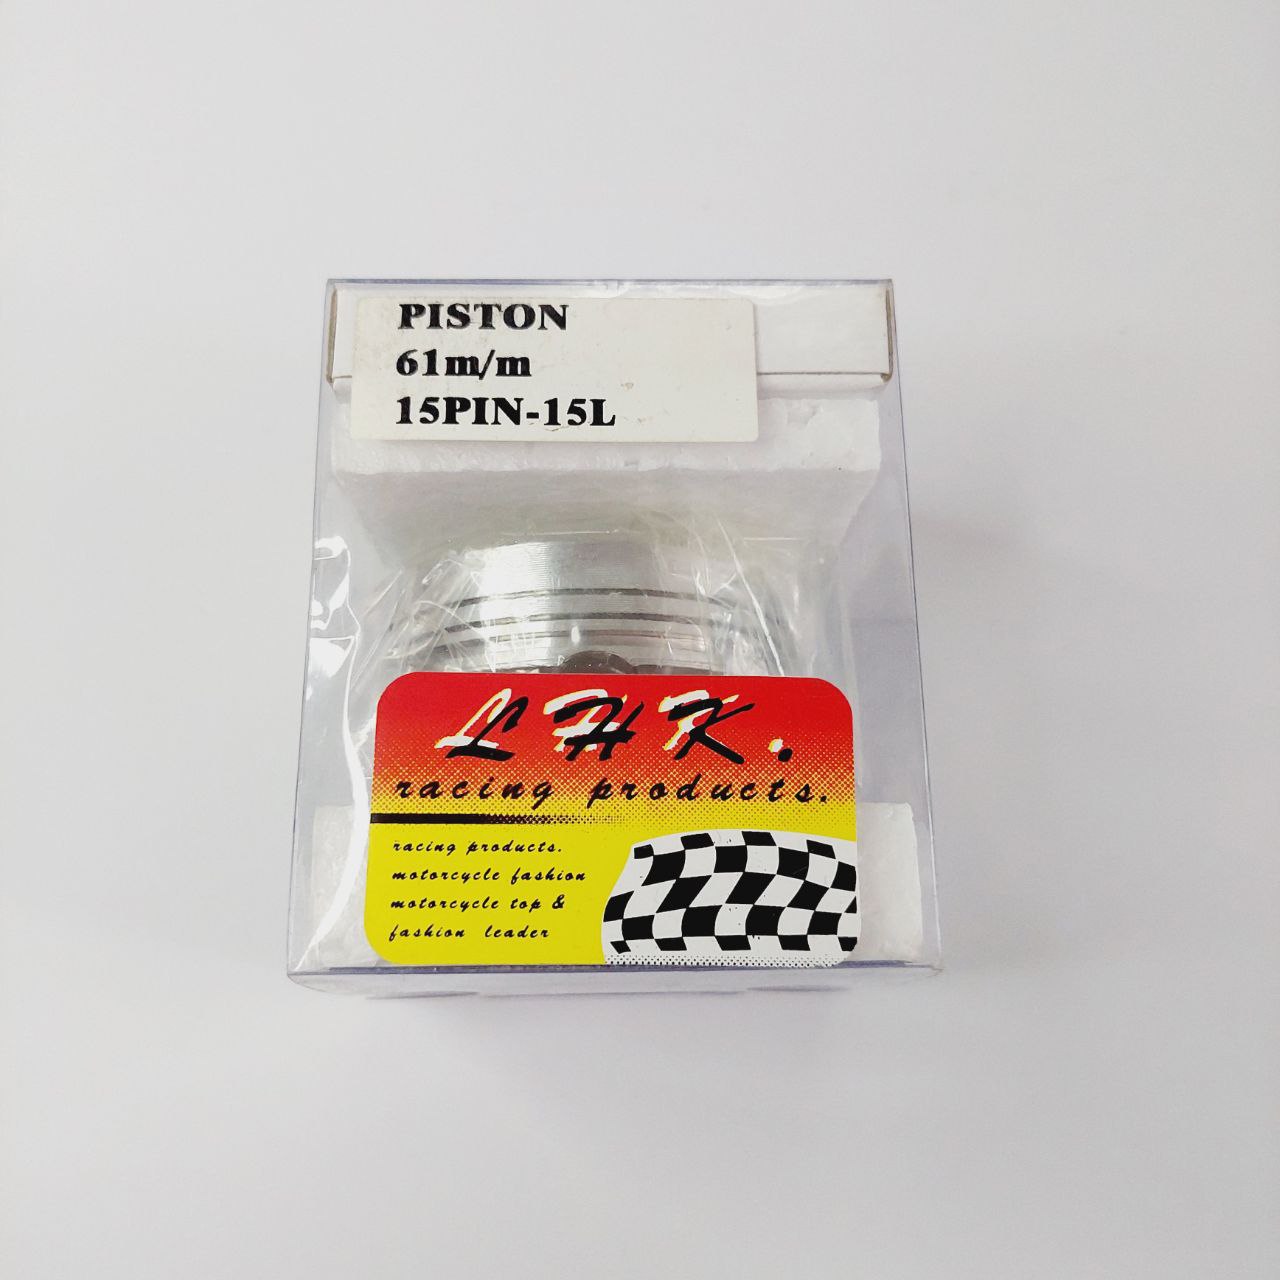 PISTON
61m/m
15PIN-15L
LHK.
racing products.
racing products.
motorcycle fashion
motorcycle top &
fashion leader